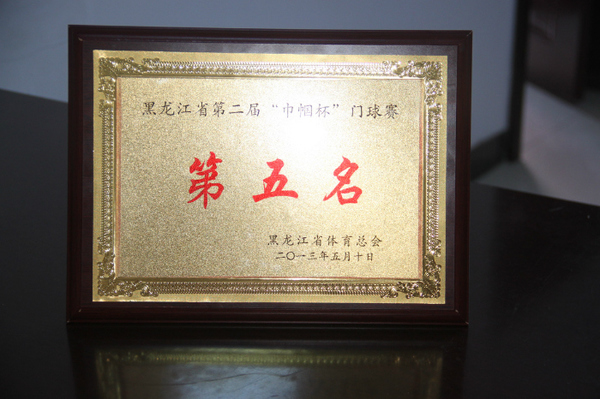 黑龙江省第二届“巾帼杯”门球赛
第五名
黑龙江省体育总会
二〇一三年五月十日